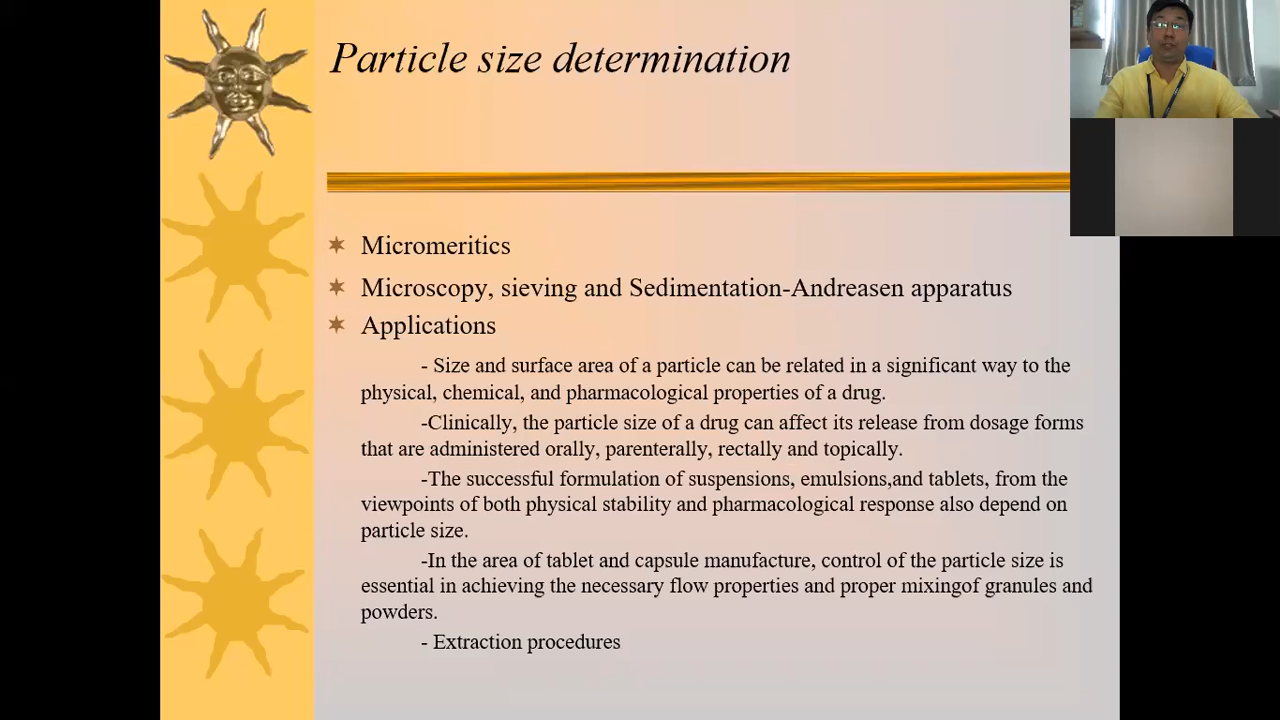 Particle size determination
Micromeritics
Microscopy, sieving and Sedimentation-Andreasen apparatus
Applications
- Size and surface area of a particle can be related in a significant way to the
physical, chemical, and pharmacological properties of a drug.
-Clinically, the particle size of a drug can affect its release from dosage forms
that are administered orally, parenterally, rectally and topically.
-The successful formulation of suspensions, emulsions,and tablets, from the
viewpoints of both physical stability and pharmacological response also depend on
particle size.
-In the area of tablet and capsule manufacture, control of the particle size is
essential in achieving the necessary flow properties and proper mixingof granules and
powders.
- Extraction procedures